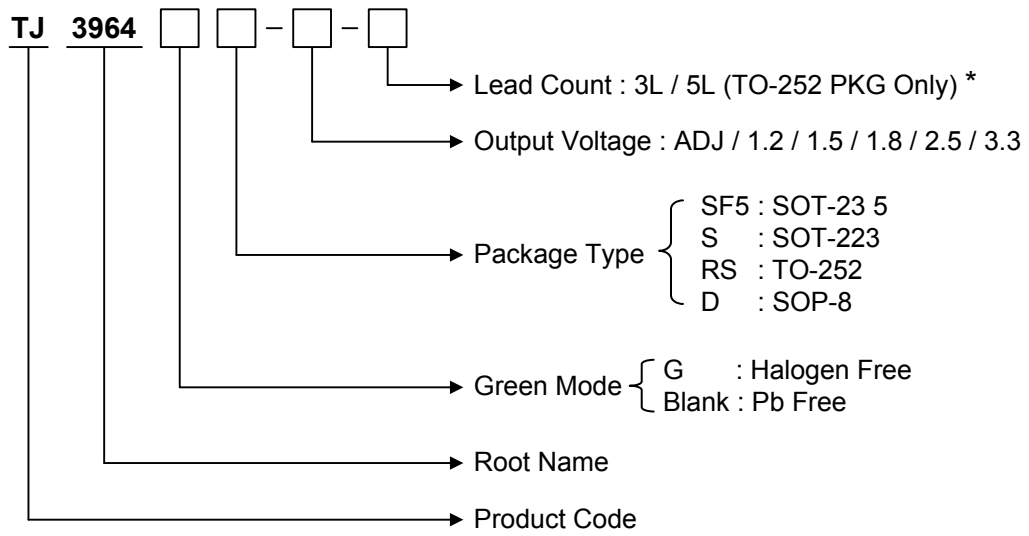 TJ 3964 – –
Lead Count : 3L / 5L (TO-252 PKG Only) *
Output Voltage : ADJ / 1.2 / 1.5 / 1.8 / 2.5 / 3.3
Package Type
SF5 : SOT-23 5
S : SOT-223
RS : TO-252
D : SOP-8
Green Mode
G : Halogen Free
Blank : Pb Free
Root Name
Product Code